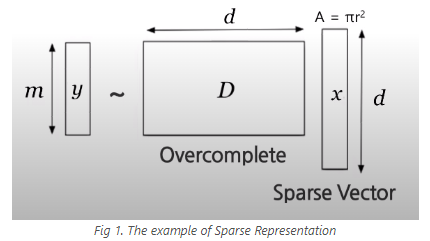 d
A = πr²
m
y
~
D
x
d
Overcomplete
Sparse Vector
Fig 1. The example of Sparse Representation